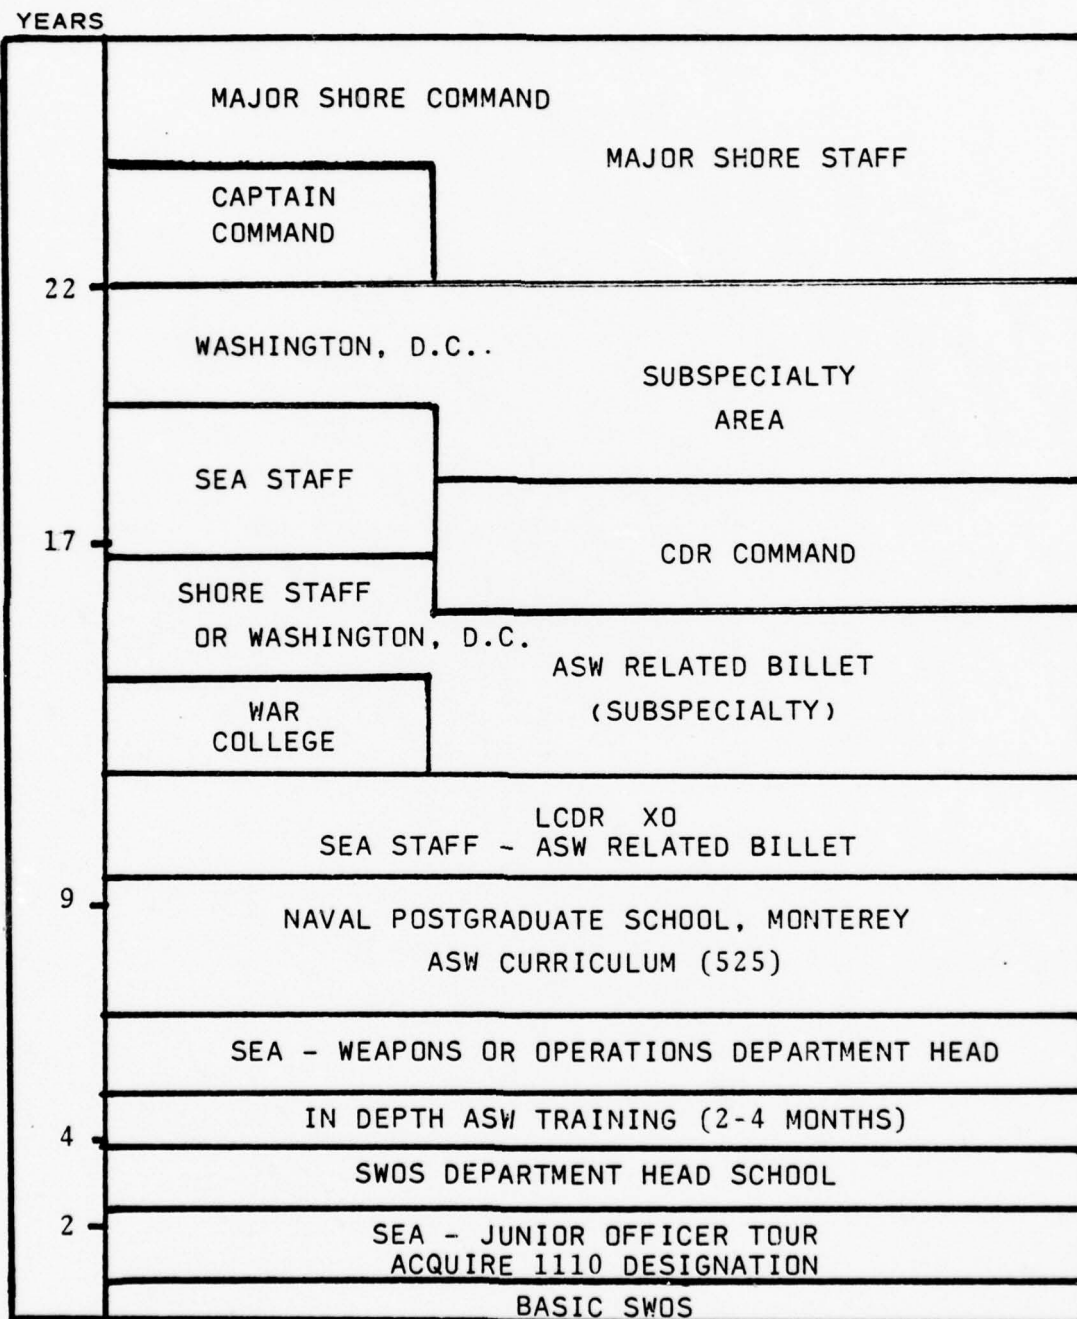 YEARS
MAJOR SHORE COMMAND
MAJOR SHORE STAFF
CAPTAIN
COMMAND
22
WASHINGTON, D.C..
SUBSPECIALTY
AREA
SEA STAFF
17
CDR COMMAND
SHORE STAFF
OR WASHINGTON, D.C.
ASW RELATED BILLET
(SUBSPECIALTY)
WAR
COLLEGE
LCDR XO
SEA STAFF - ASW RELATED BILLET
9
NAVAL POSTGRADUATE SCHOOL, MONTEREY
ASW CURRICULUM (525)
SEA - WEAPONS OR OPERATIONS DEPARTMENT HEAD
IN DEPTH ASW TRAINING (2-4 MONTHS)
4
SWOS DEPARTMENT HEAD SCHOOL
2
SEA - JUNIOR OFFICER TOUR
ACQUIRE 1110 DESIGNATION
BASIC SWOS